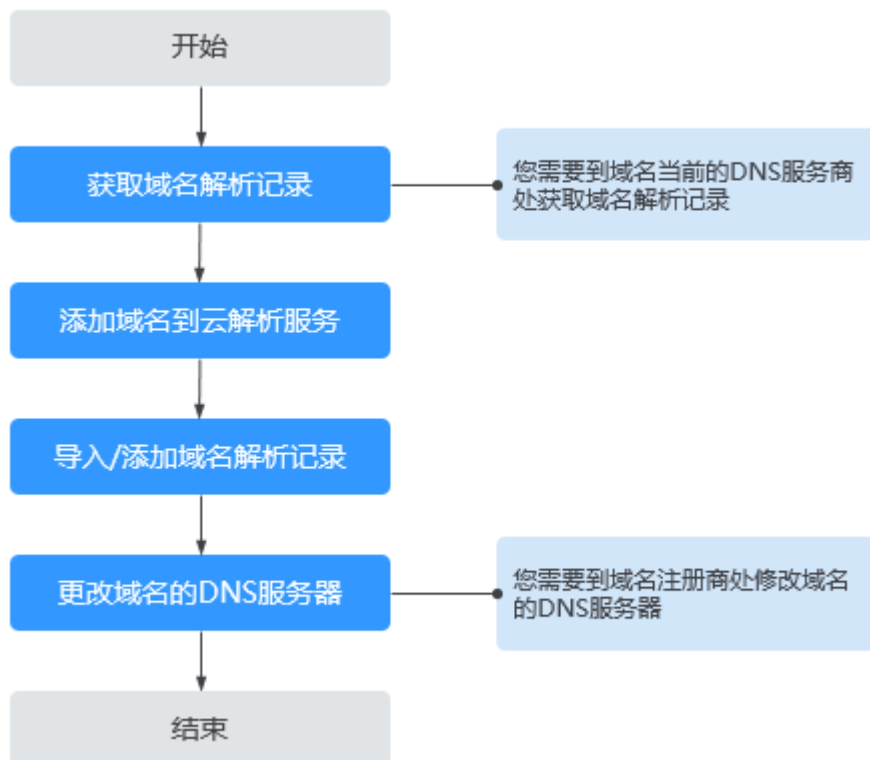 开始
获取域名解析记录
您需要到域名当前的DNS服务商
处获取域名解析记录
添加域名到云解析服务
导入/添加域名解析记录
更改域名的DNS服务器
您需要到域名注册商处修改域名
的DNS服务器
结束